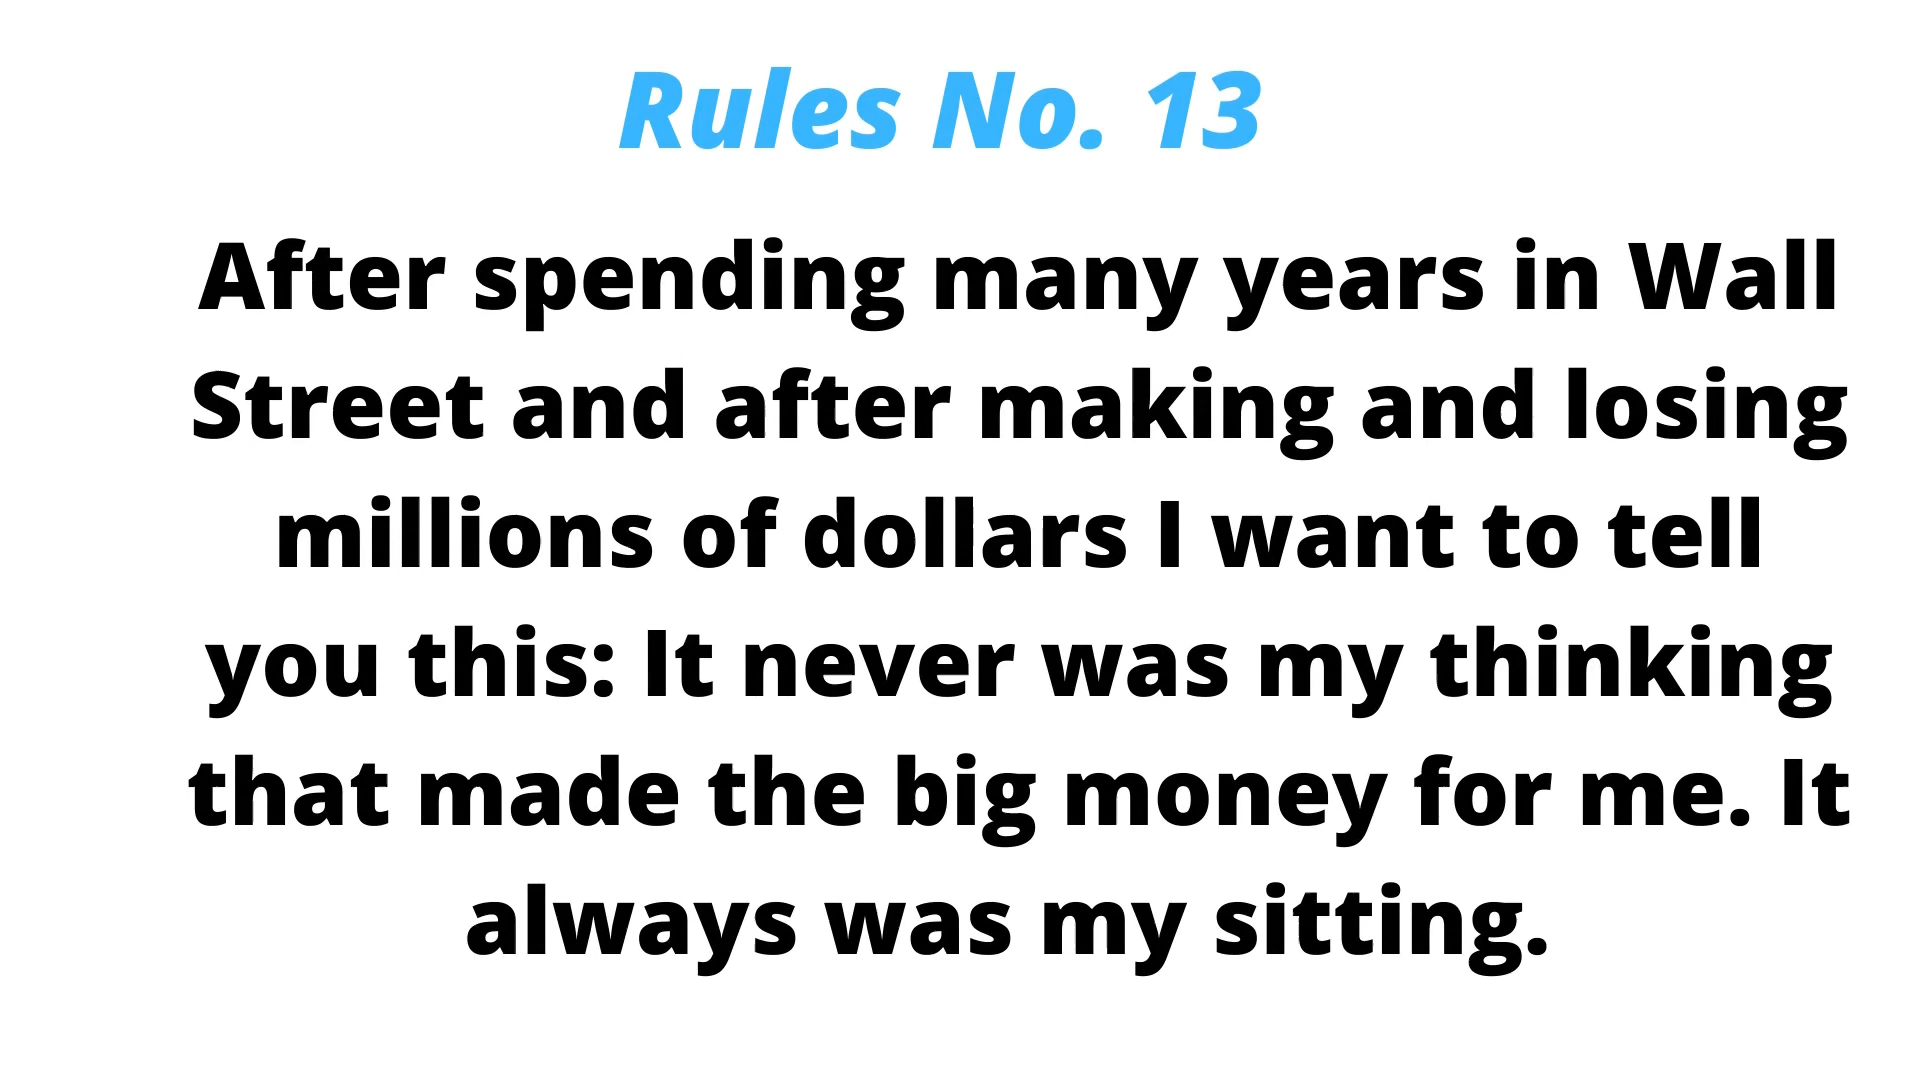 Rules No. 13
After spending many years in Wall
Street and after making and losing
millions of dollars I want to tell
you this: It never was my thinking
that made the big money for me. It
always was my sitting.